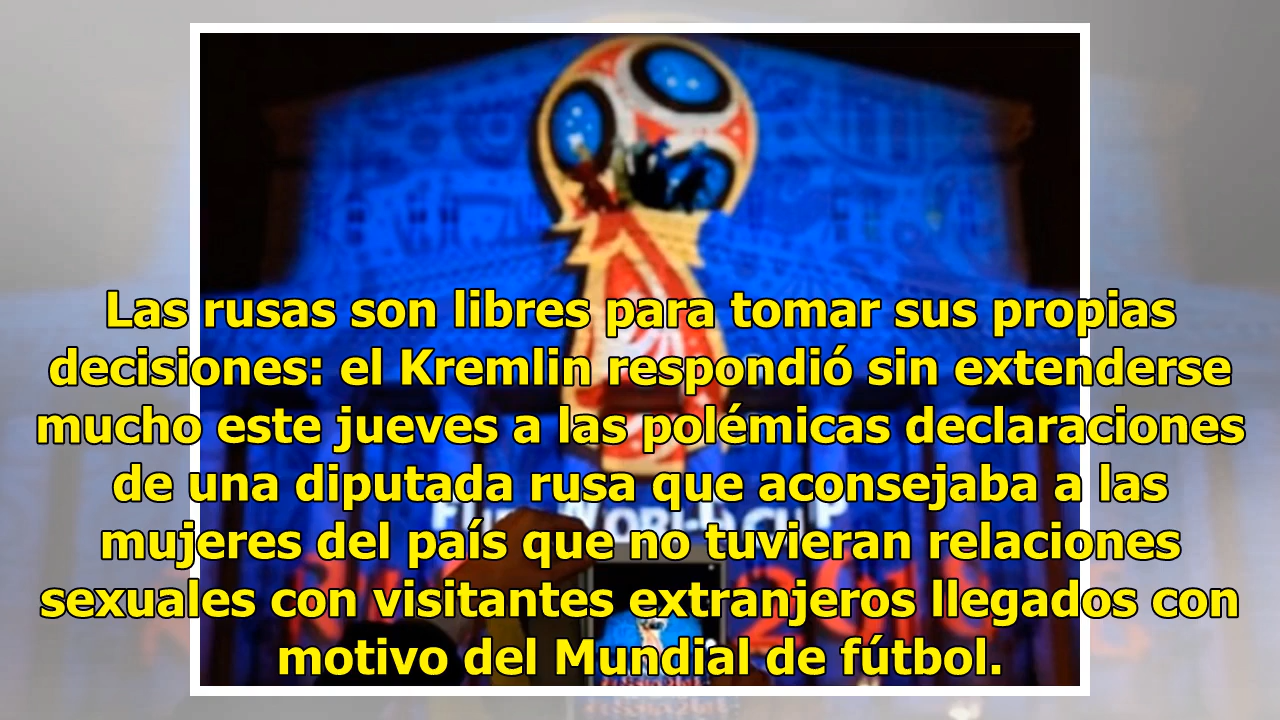 Las rusas son libres para tomar sus propias
decisiones: el Kremlin respondió sin extenderse
mucho este jueves a las polémicas declaraciones
de una diputada rusa que aconsejaba a las
mujeres del país que no tuvieran relaciones
sexuales con visitantes extranjeros llegados con
motivo del Mundial de fútbol.